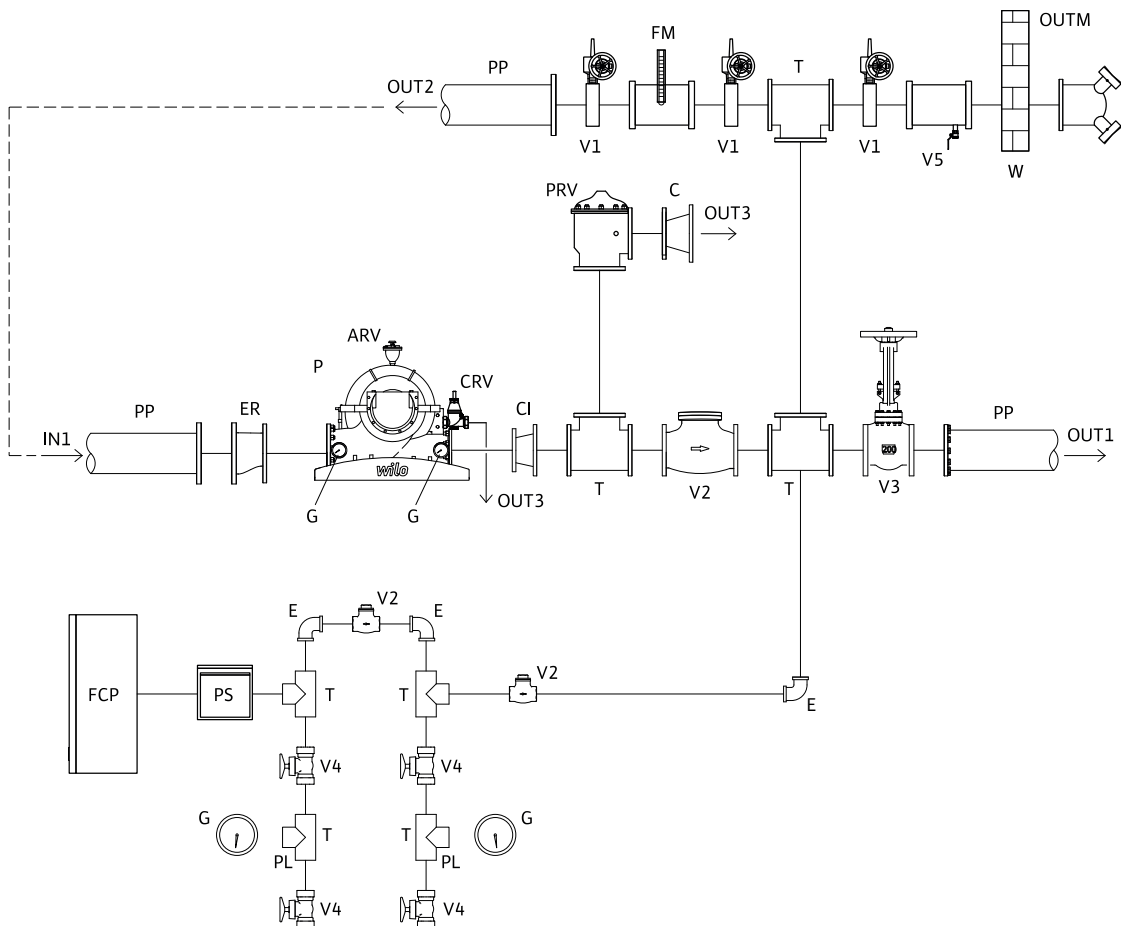 OUTM
FM
PP
T
OUT2
V1
V1
V1
V5
W
PRV
C
OUT3
ARV
P
CRV
PP
ER
CI
PP
IN1
OUT1
200
wilo
T
V2
T
V3
G
G
OUT3
V2
E
E
V2
FCP
PS
T
T
E
V4
V4
G
T
T
G
PL
PL
V4
V4